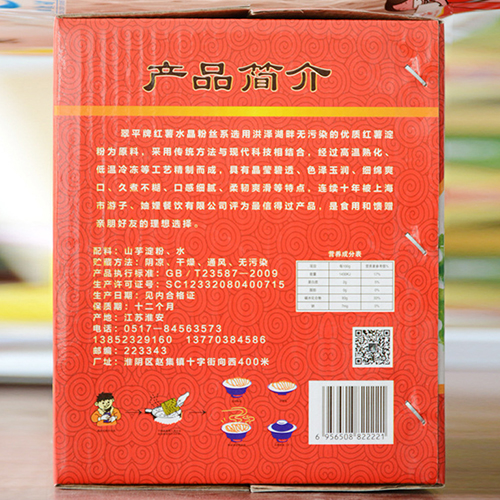 产品简介
翠平牌红薯水晶粉丝系选用洪泽湖畔无污染的优质红薯淀
粉为原料，采用传统方法与现代科技相结合，经过高温熟化、
低温冷冻等工艺精制而成，具有晶莹碧透、色泽玉润、细绵爽
口、久煮不糊、口感细腻、柔韧爽滑等特点，连续十年被上海
市游子、妯娌餐饮有限公司评为最值得过产品，是食用和馈赠
亲朋好友的理想选择。
配料：山芋淀粉、水
贮藏方法：阴凉、干燥、通风、无污染
产品执行标准：GB/T23587-2009
生产许可证号：SC12332080400715
生产日期：见内合格证
保质期：十二个月
产地：江苏淮安
电话：0517-84563573
13852329160 13770384586
邮编：223343
厂址：淮阴区赵集镇十字街向西400米
营养成分表
6 956508 822221